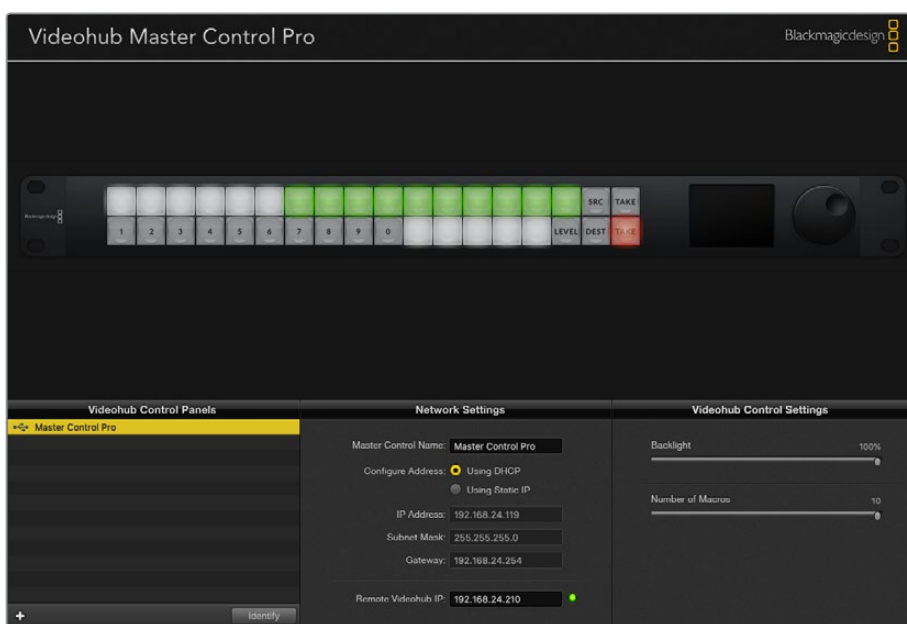 Videohub Master Control Pro
Blackmagicdesign
Blackmagicdesign
SRC TAKE
1 2 3 4 5 6 7 8 9 0 LEVEL DEST TAKE
Videohub Control Panels
Master Control Pro
+
Identify
Network Settings
Master Control Name: Master Control Pro
Configure Address: Using DHCP
Using Static IP
IP Address: 192.168.24.119
Subnet Mask: 255.255.255.0
Gateway: 192.168.24.254
Remote Videohub IP: 192.168.24.210
Videohub Control Settings
Backlight 100%
Number of Macros 10